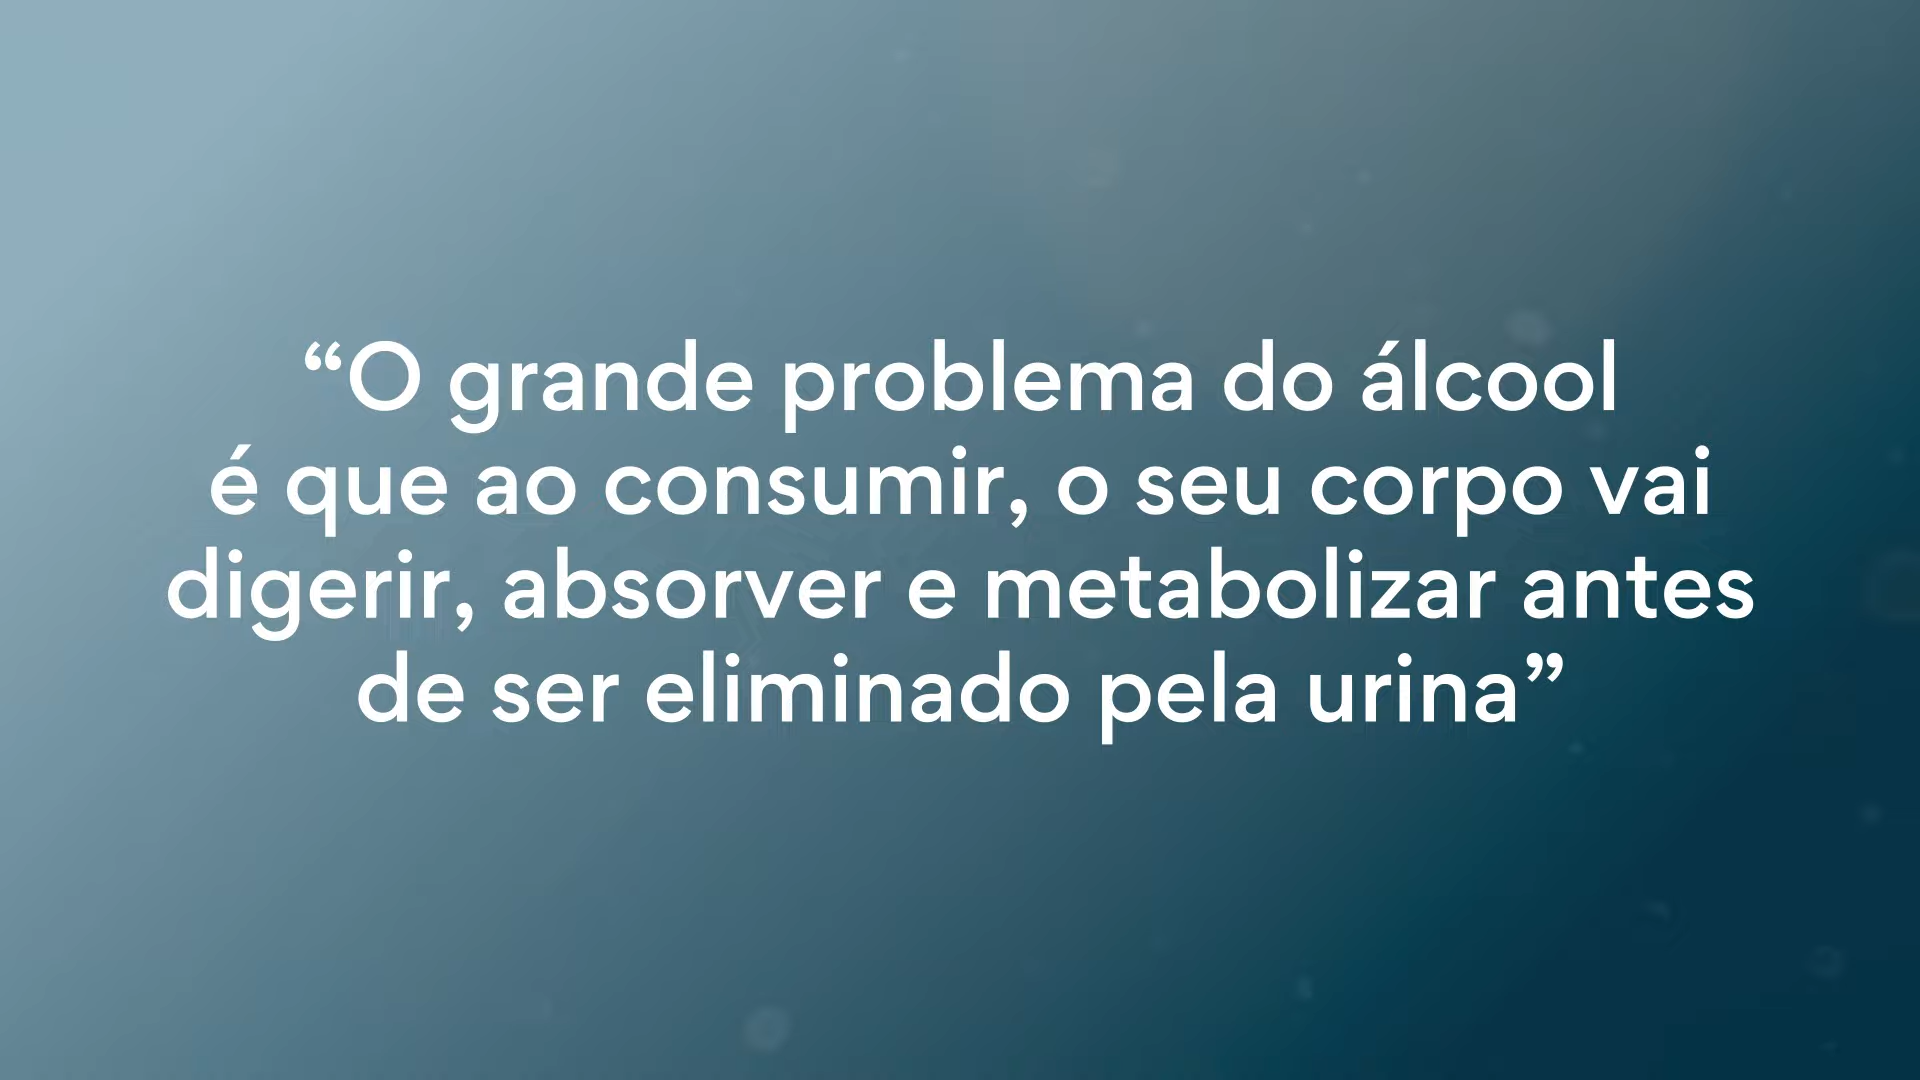 “O grande problema do álcool
é que ao consumir, o seu corpo vai
digerir, absorver e metabolizar antes
de ser eliminado pela urina”